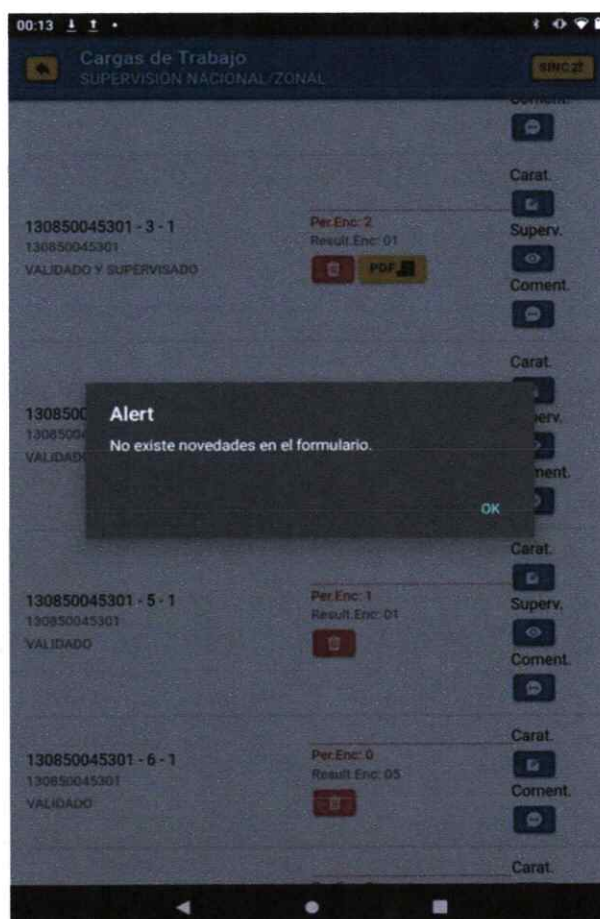 00:13
Cargas de Trabajo
SUPERVISIÓN NACIONAL/ZONAL
SINC
Coment.
Carat.
130850045301 - 3 - 1
130850045301
VALIDADO Y SUPERVISADO
Per.Enc: 2
Result.Enc: 01
PDF
Superv.
Coment.
Carat.
Alert
No existe novedades en el formulario.
OK
Carat.
130850045301 - 5 - 1
130850045301
VALIDADO
Per.Enc: 1
Result.Enc: 01
Superv.
Coment.
Carat.
130850045301 - 6 - 1
130850045301
VALIDADO
Per.Enc: 0
Result.Enc: 05
Coment.
Carat.